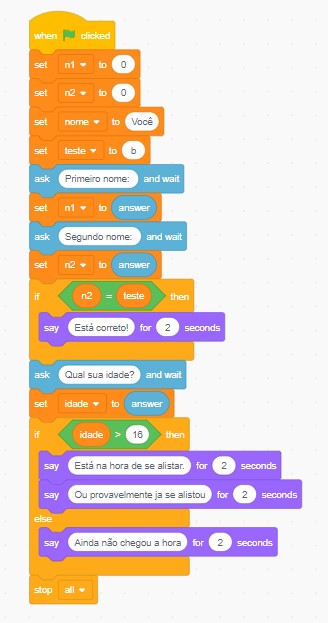 when clicked
set n1 to 0
set n2 to 0
set nome to Você
set teste to b
ask Primeiro nome: and wait
set n1 to answer
ask Segundo nome: and wait
set n2 to answer
if n2 = teste then
say Está correto! for 2 seconds
ask Qual sua idade? and wait
set idade to answer
if idade > 16 then
say Está na hora de se alistar. for 2 seconds
say Ou provavelmente ja se alistou for 2 seconds
else
say Ainda não chegou a hora for 2 seconds
stop all